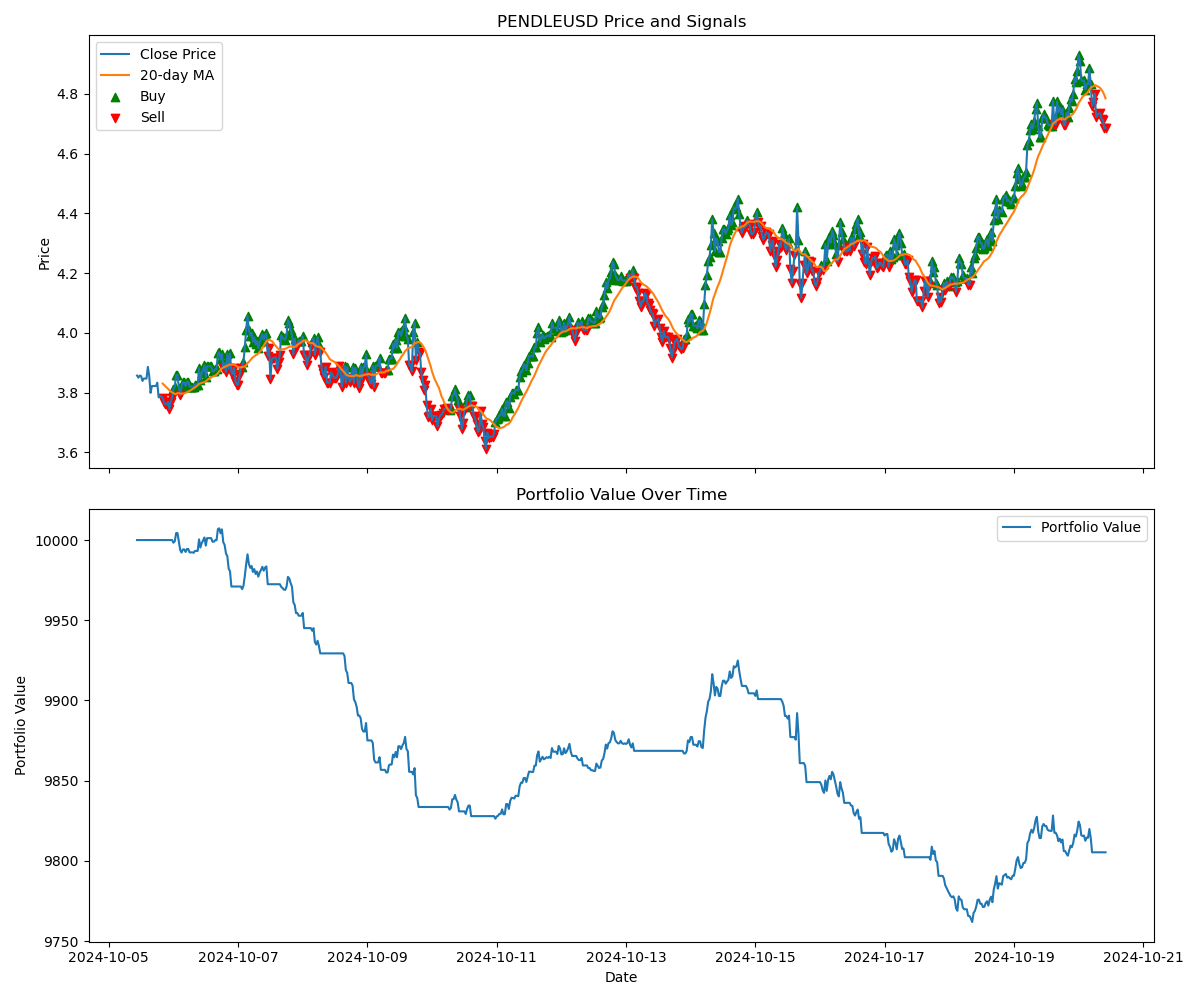 PENDLEUSD Price and Signals
Close Price
20-day MA
Buy
Sell
4.8
4.6
4.4
4.2
4.0
3.8
3.6
Price
Portfolio Value Over Time
Portfolio Value
10000
9950
9900
9850
9800
9750
Portfolio Value
2024-10-05 2024-10-07 2024-10-09 2024-10-11 2024-10-13 2024-10-15 2024-10-17 2024-10-19 2024-10-21
Date